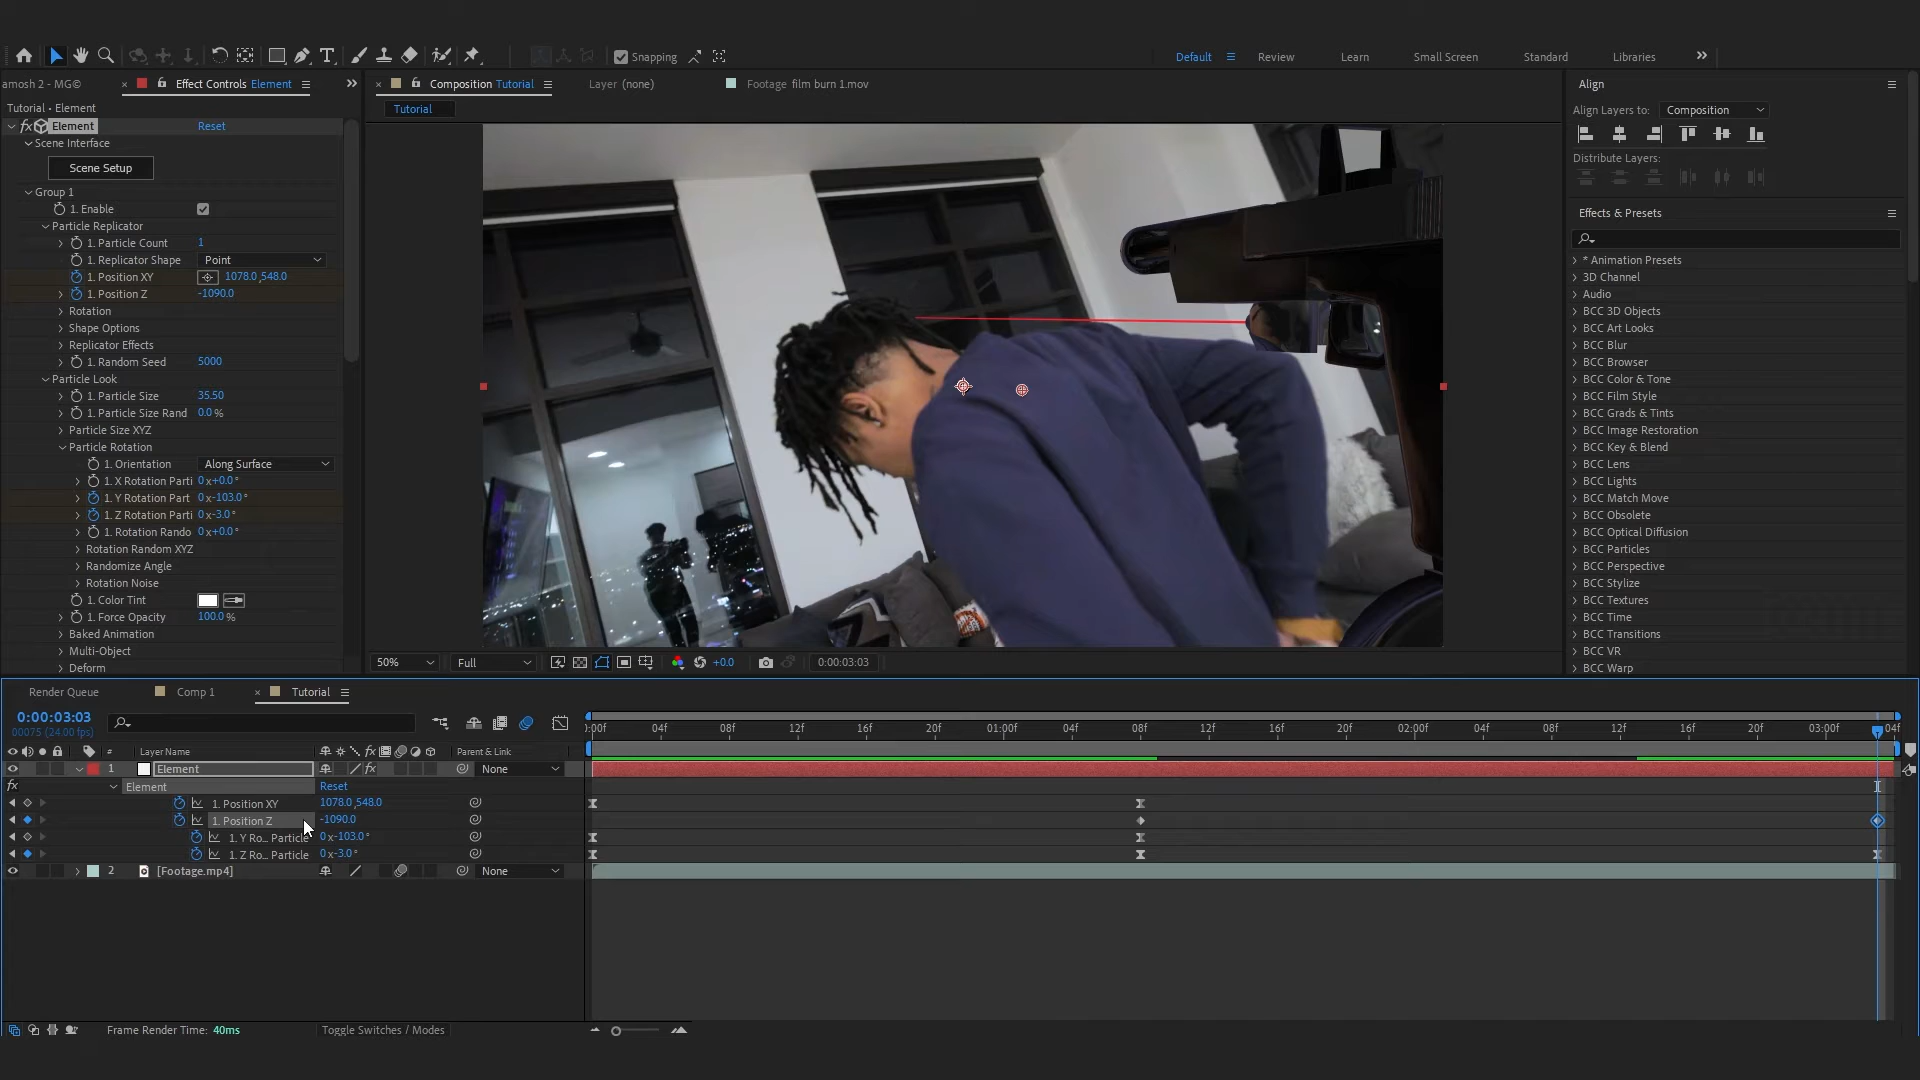 Snapping
Default
Review
Learn
Small Screen
Standard
Libraries
amosh 2 - MG©
Effect Controls Element
Composition Tutorial
Layer (none)
Footage film burn 1.mov
Align
Tutorial • Element
Tutorial
Align Layers to:
Composition
fx Element
Reset
Scene Interface
Scene Setup
Distribute Layers:
Group 1
1. Enable
Effects & Presets
Particle Replicator
1. Particle Count
1
1. Replicator Shape
Point
* Animation Presets
1. Position XY
1078.0,548.0
3D Channel
1. Position Z
-1090.0
Audio
Rotation
BCC 3D Objects
Shape Options
BCC Art Looks
Replicator Effects
BCC Blur
1. Random Seed
5000
BCC Browser
Particle Look
BCC Color & Tone
1. Particle Size
35.50
BCC Film Style
1. Particle Size Rand
0.0 %
BCC Grads & Tints
Particle Size XYZ
BCC Image Restoration
Particle Rotation
BCC Key & Blend
1. Orientation
Along Surface
BCC Lens
1. X Rotation Parti
0x+0.0°
BCC Lights
1. Y Rotation Part
0x-103.0°
BCC Match Move
1. Z Rotation Parti
0x-3.0°
BCC Obsolete
1. Rotation Rando
0x+0.0°
BCC Optical Diffusion
Rotation Random XYZ
BCC Particles
Randomize Angle
BCC Perspective
Rotation Noise
BCC Stylize
1. Color Tint
BCC Textures
1. Force Opacity
100.0 %
BCC Time
Baked Animation
BCC Transitions
Multi-Object
BCC VR
Deform
BCC Warp
50%
Full
+0.0
0:00:03:03
Render Queue
Comp 1
Tutorial
0:00:03:03
00075 (24.00 fps)
:00f
04f
08f
12f
16f
20f
01:00f
04f
08f
12f
16f
20f
02:00f
04f
08f
12f
16f
20f
03:00f
04f
#
Layer Name
fx
Parent & Link
1
Element
fx
None
fx
Element
Reset
1. Position XY
1078.0,548.0
1. Position Z
-1090.0
1. Y Ro... Particle
0x-103.0°
1. Z Ro... Particle
0x-3.0°
2
[Footage.mp4]
None
Frame Render Time: 40ms
Toggle Switches / Modes